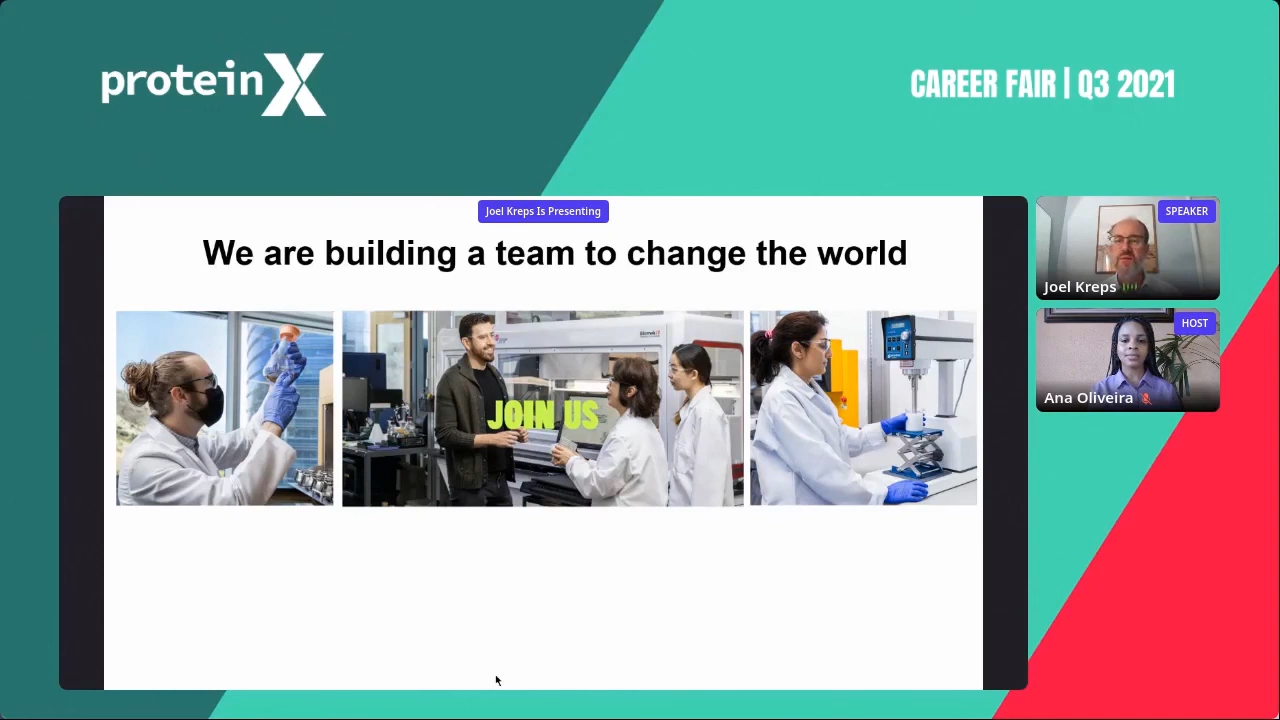 proteinX
CAREER FAIR | Q3 2021
Joel Kreps Is Presenting
We are building a team to change the world
JOIN US
SPEAKER
Joel Kreps
HOST
Ana Oliveira